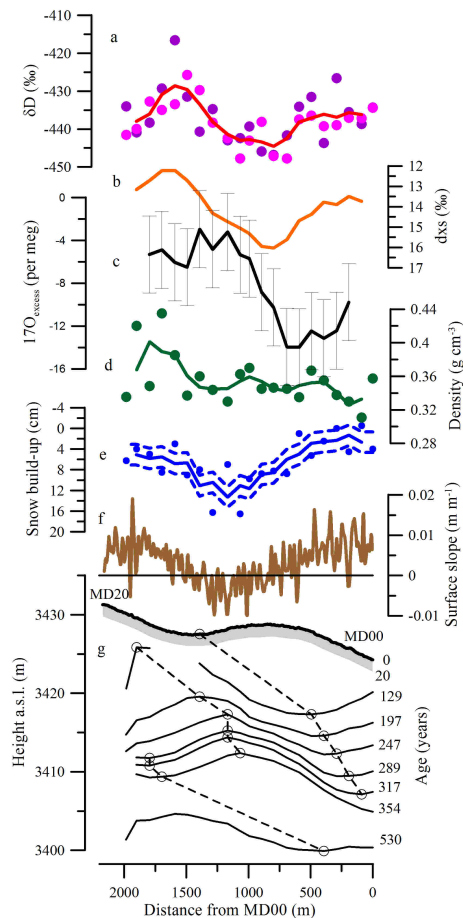 -410
a
-420
δD (‰)
-430
-440
-450
b
12
13
14
15
16
17
dxs (‰)
0
-4
-8
-12
-16
17Oexcess (per meg)
c
d
0.44
0.4
0.36
0.32
0.28
Density (g cm-3)
-4
0
4
8
12
16
20
Snow build-up (cm)
e
f
0.02
0.01
0
-0.01
Surface slope (m m-1)
MD20
MD00
3430
3420
3410
3400
Height a.s.l. (m)
g
0
20
129
197
247
289
317
354
530
Age (years)
2000
1500
1000
500
0
Distance from MD00 (m)